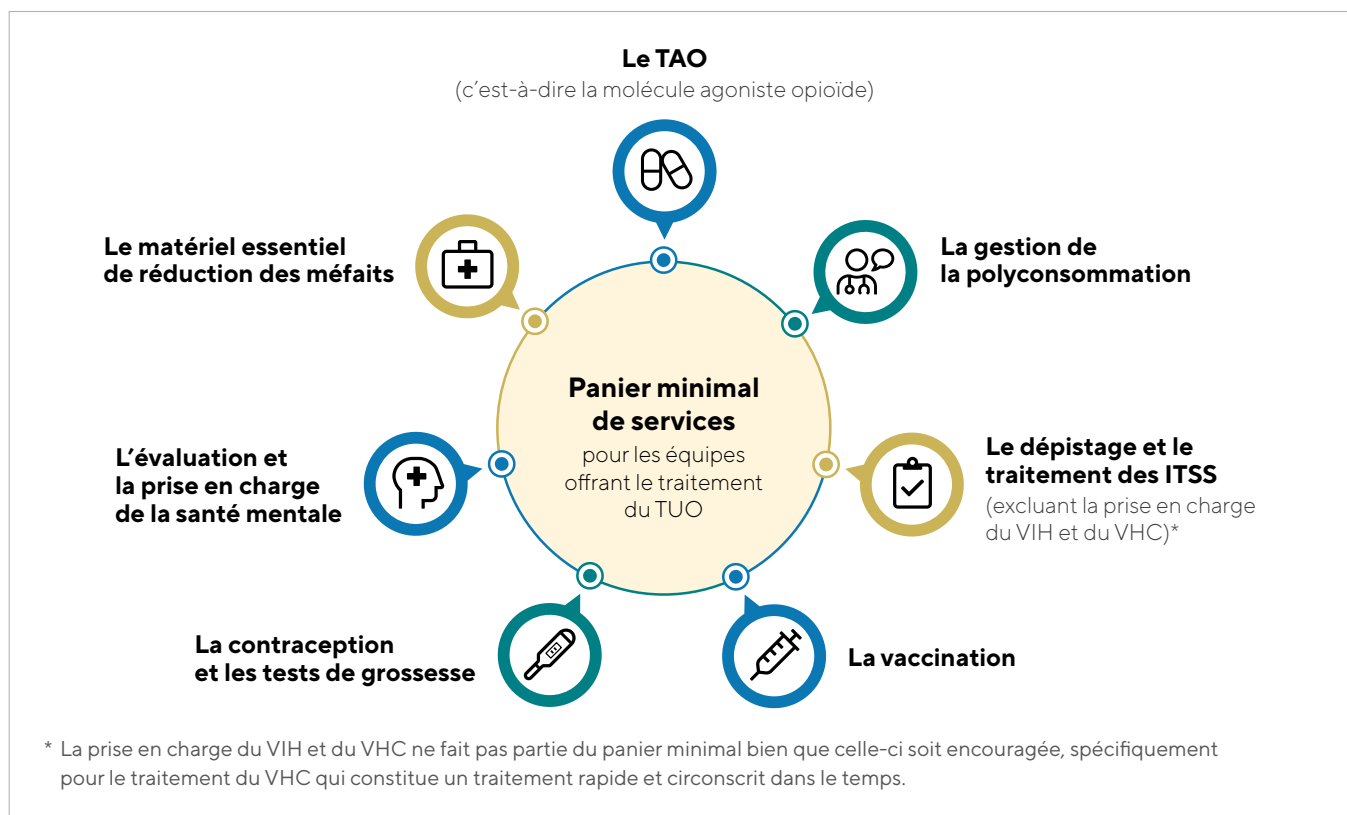 Le TAO
(c’est-à-dire la molécule agoniste opioïde)
Le matériel essentiel
de réduction des méfaits
La gestion de
la polyconsommation
Panier minimal
de services
pour les équipes
offrant le traitement
du TUO
L’évaluation et
la prise en charge
de la santé mentale
Le dépistage et le
traitement des ITSS
(excluant la prise en charge
du VIH et du VHC)*
La contraception
et les tests de grossesse
La vaccination
* La prise en charge du VIH et du VHC ne fait pas partie du panier minimal bien que celle-ci soit encouragée, spécifiquement
pour le traitement du VHC qui constitue un traitement rapide et circonscrit dans le temps.